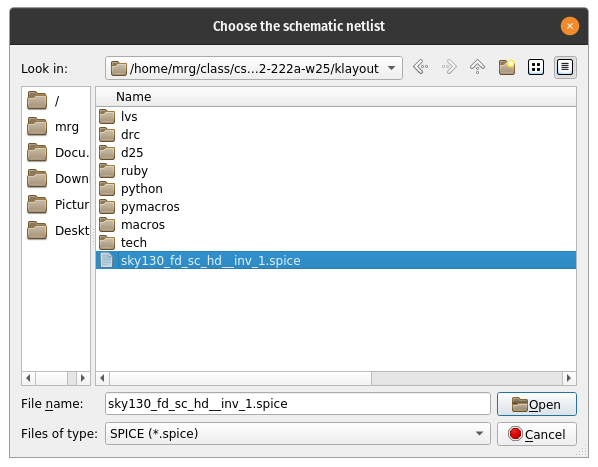 Choose the schematic netlist
Look in: /home/mrg/class/cs...2-222a-w25/klayout
/
mrg
Docu.
Down
Pictur
Deskt
Name
lvs
drc
d25
ruby
python
pymacros
macros
tech
sky130_fd_sc_hd__inv_1.spice
File name: sky130_fd_sc_hd__inv_1.spice Open
Files of type: SPICE (*.spice) Cancel